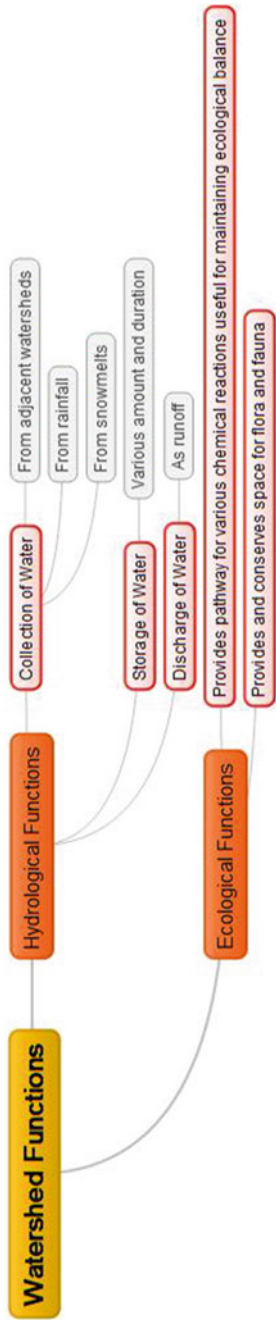 Watershed Functions
Hydrological Functions
Collection of Water
From adjacent watersheds
From rainfall
From snowmelts
Storage of Water
Various amount and duration
Discharge of Water
As runoff
Ecological Functions
Provides pathway for various chemical reactions useful for maintaining ecological balance
Provides and conserves space for flora and fauna